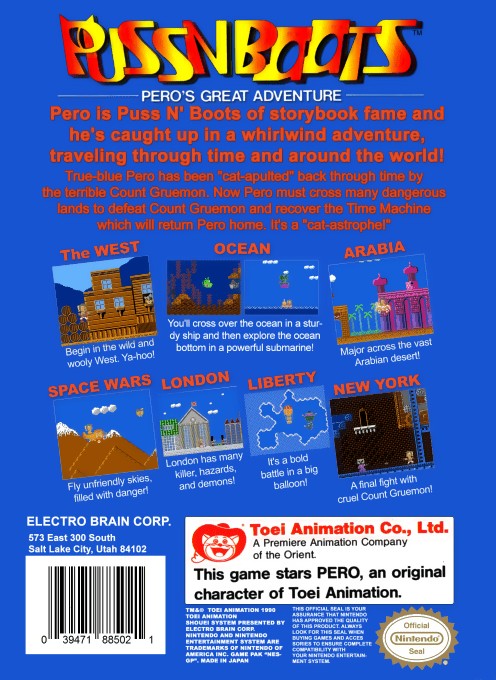 PUSS N BOOTS™
PERO'S GREAT ADVENTURE
Pero is Puss N' Boots of storybook fame and
he's caught up in a whirlwind adventure,
traveling through time and around the world!
True-blue Pero has been "cat-apulted" back through time by
the terrible Count Gruemon. Now Pero must cross many dangerous
lands to defeat Count Gruemon and recover the Time Machine
which will return Pero home. It's a "cat-astrophe!"
The WEST
Begin in the wild and
wooly West. Ya-hoo!
OCEAN
You'll cross over the ocean in a stur-
dy ship and then explore the ocean
bottom in a powerful submarine!
ARABIA
Major across the vast
Arabian desert!
SPACE WARS
Fly unfriendly skies,
filled with danger!
LONDON
London has many
killer, hazards,
and demons!
LIBERTY
It's a bold
battle in a big
balloon!
NEW YORK
A final fight with
cruel Count Gruemon!
ELECTRO BRAIN CORP.
573 East 300 South
Salt Lake City, Utah 84102
0 39471 88502 1
Toei Animation Co., Ltd.
A Premiere Animation Company
of the Orient.
This game stars PERO, an original
character of Toei Animation.
TM&® TOEI ANIMATION 1990
TOEI ANIMATION
SHOUEI SYSTEM PRESENTED BY
ELECTRO BRAIN CORP.
NINTENDO AND NINTENDO
ENTERTAINMENT SYSTEM ARE
TRADEMARKS OF NINTENDO OF
AMERICA INC. GAME PAK "NES-
GP". MADE IN JAPAN
THIS OFFICIAL SEAL IS YOUR
ASSURANCE THAT NINTENDO
HAS APPROVED THE QUALITY
OF THIS PRODUCT. ALWAYS
LOOK FOR THIS SEAL WHEN
BUYING GAMES AND ACCES
SORIES TO ENSURE COMPLETE
COMPATIBILITY WITH
YOUR NINTENDO ENTERTAIN-
MENT SYSTEM.
Official
Nintendo®
Seal